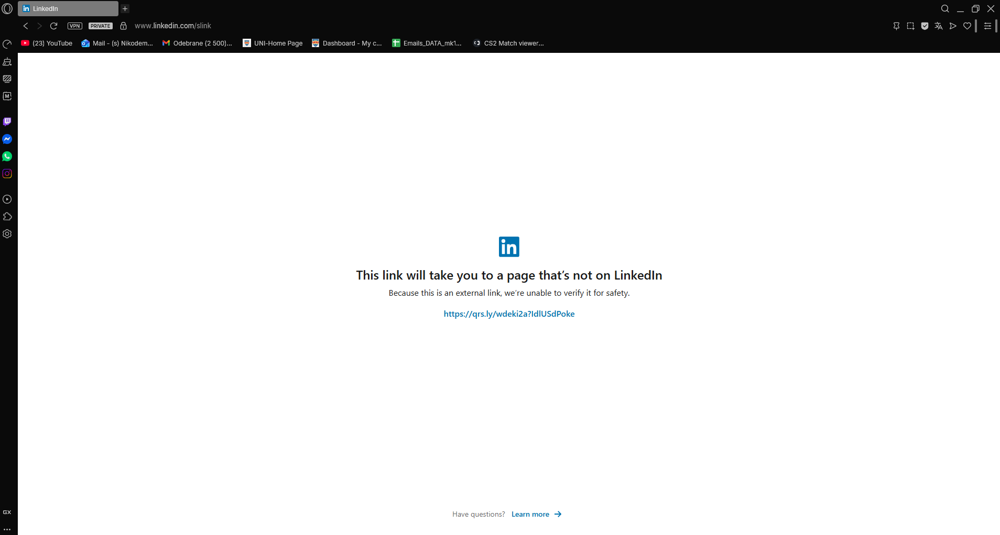 LinkedIn
VPN
PRIVATE
www.linkedin.com/slink
(23) YouTube
Mail - (s) Nikodem...
Odebrane (2 500)...
UNI-Home Page
Dashboard - My c...
Emails_DATA_mk1...
CS2 Match viewer...
M
in
This link will take you to a page that’s not on LinkedIn
Because this is an external link, we’re unable to verify it for safety.
https://qrs.ly/wdeki2a?IdlUSdPoke
Have questions? Learn more
GX